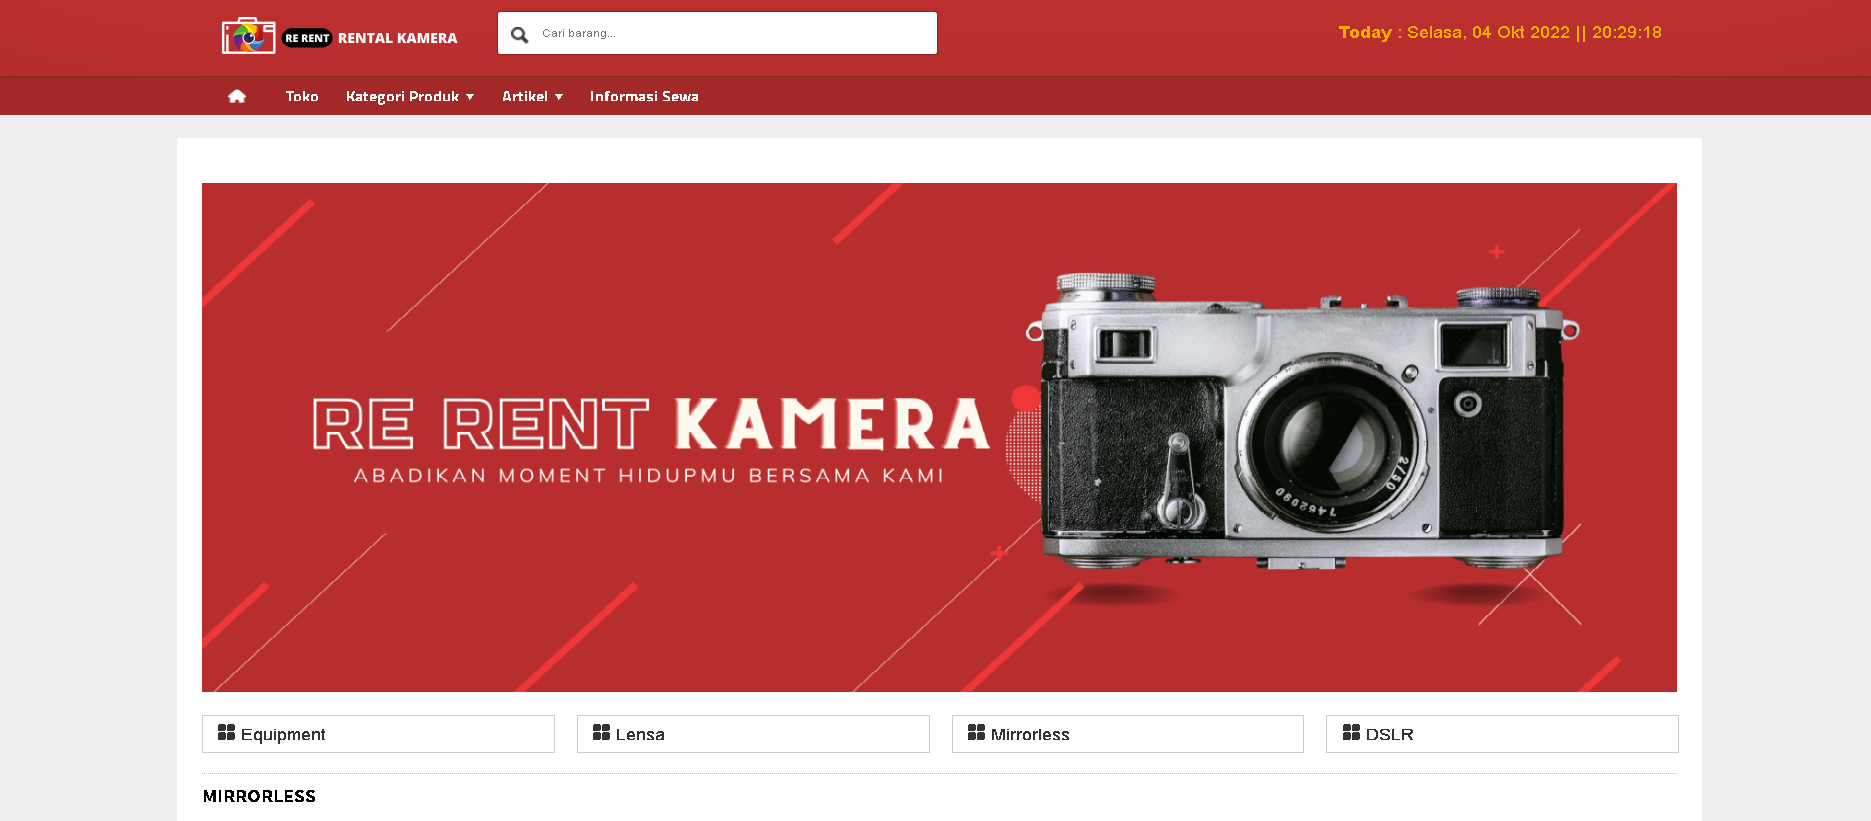 RE RENT RENTAL KAMERA
Cari barang...
Today : Selasa, 04 Okt 2022 || 20:29:18
Toko
Kategori Produk
Artikel
Informasi Sewa
RE RENT KAMERA
ABADIKAN MOMENT HIDUPMU BERSAMA KAMI
2/50
1462090
Equipment
Lensa
Mirrorless
DSLR
MIRRORLESS